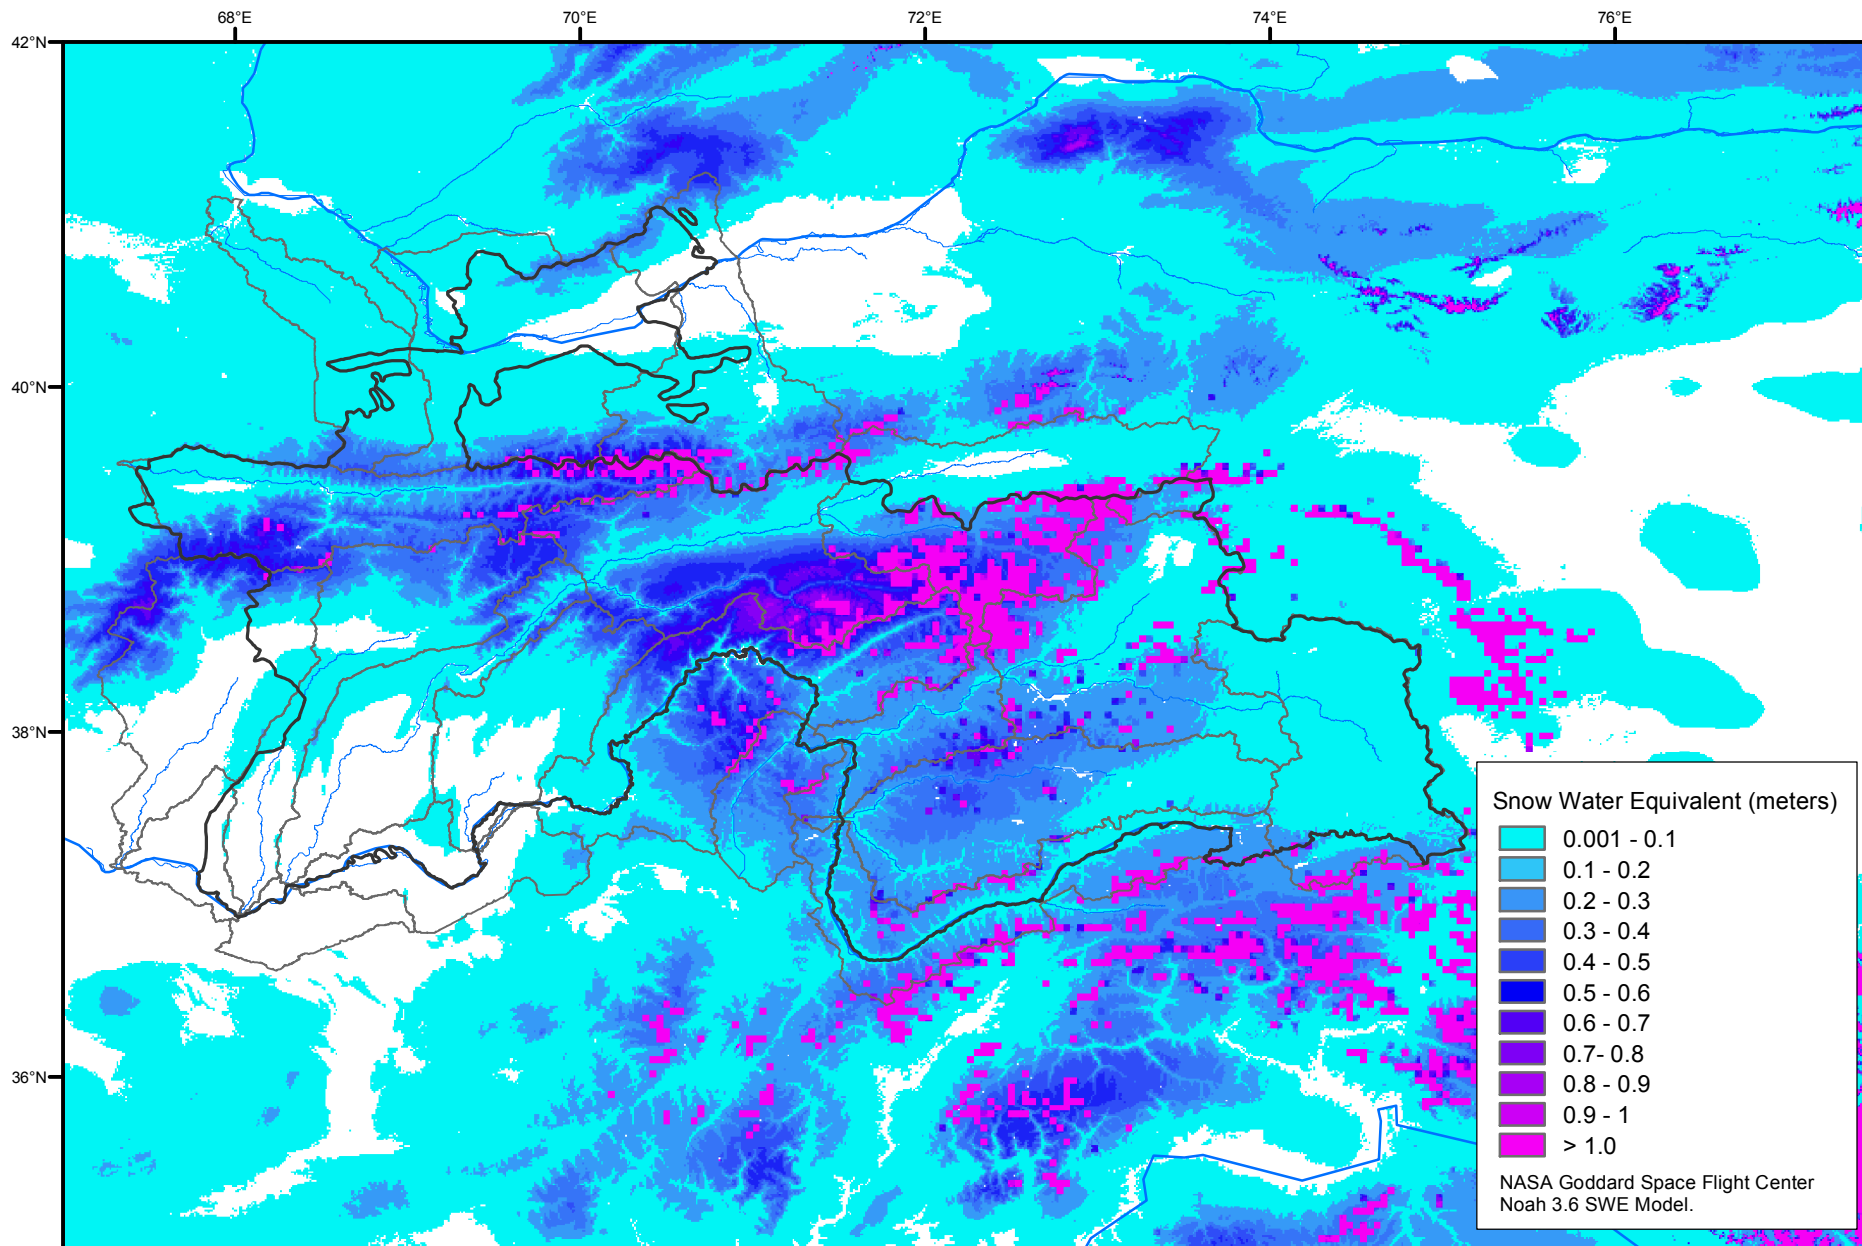 68°E 70°E 72°E 74°E 76°E
42°N
40°N
38°N
36°N
Snow Water Equivalent (meters)
0.001 - 0.1
0.1 - 0.2
0.2 - 0.3
0.3 - 0.4
0.4 - 0.5
0.5 - 0.6
0.6 - 0.7
0.7- 0.8
0.8 - 0.9
0.9 - 1
> 1.0
NASA Goddard Space Flight Center
Noah 3.6 SWE Model.